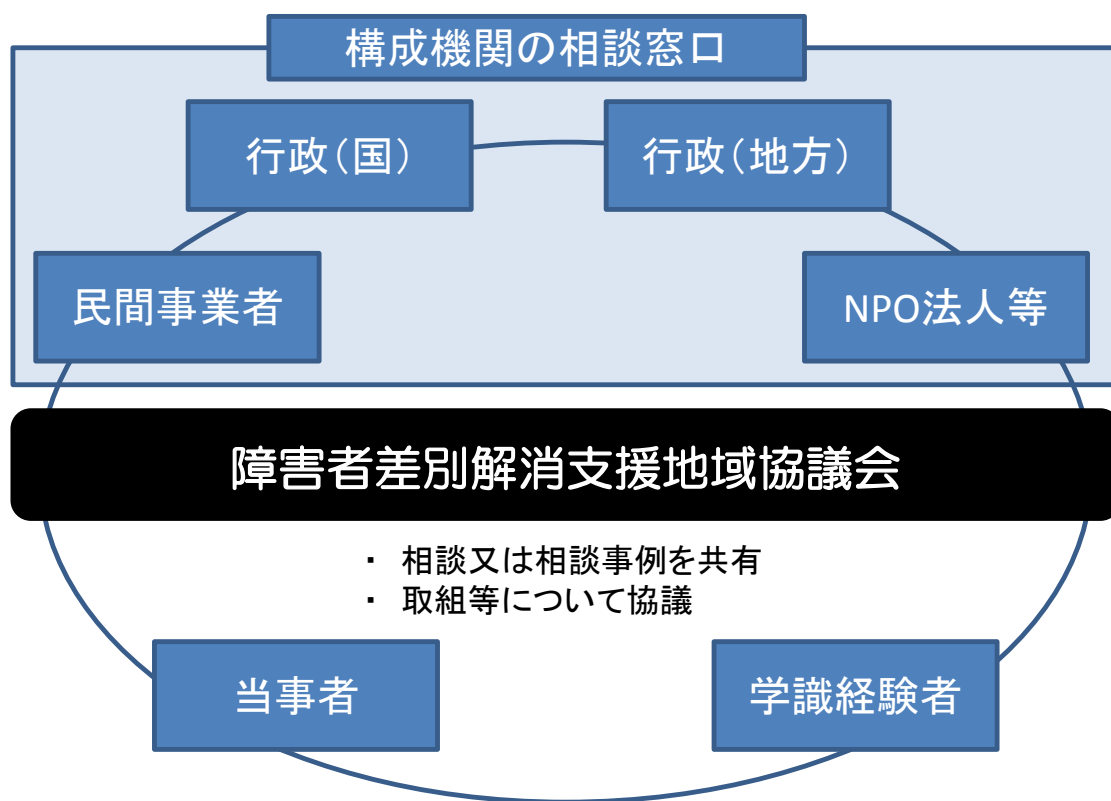 構成機関の相談窓口
行政(国)
行政(地方)
民間事業者
NPO法人等
障害者差別解消支援地域協議会
・ 相談又は相談事例を共有
・ 取組等について協議
当事者
学識経験者